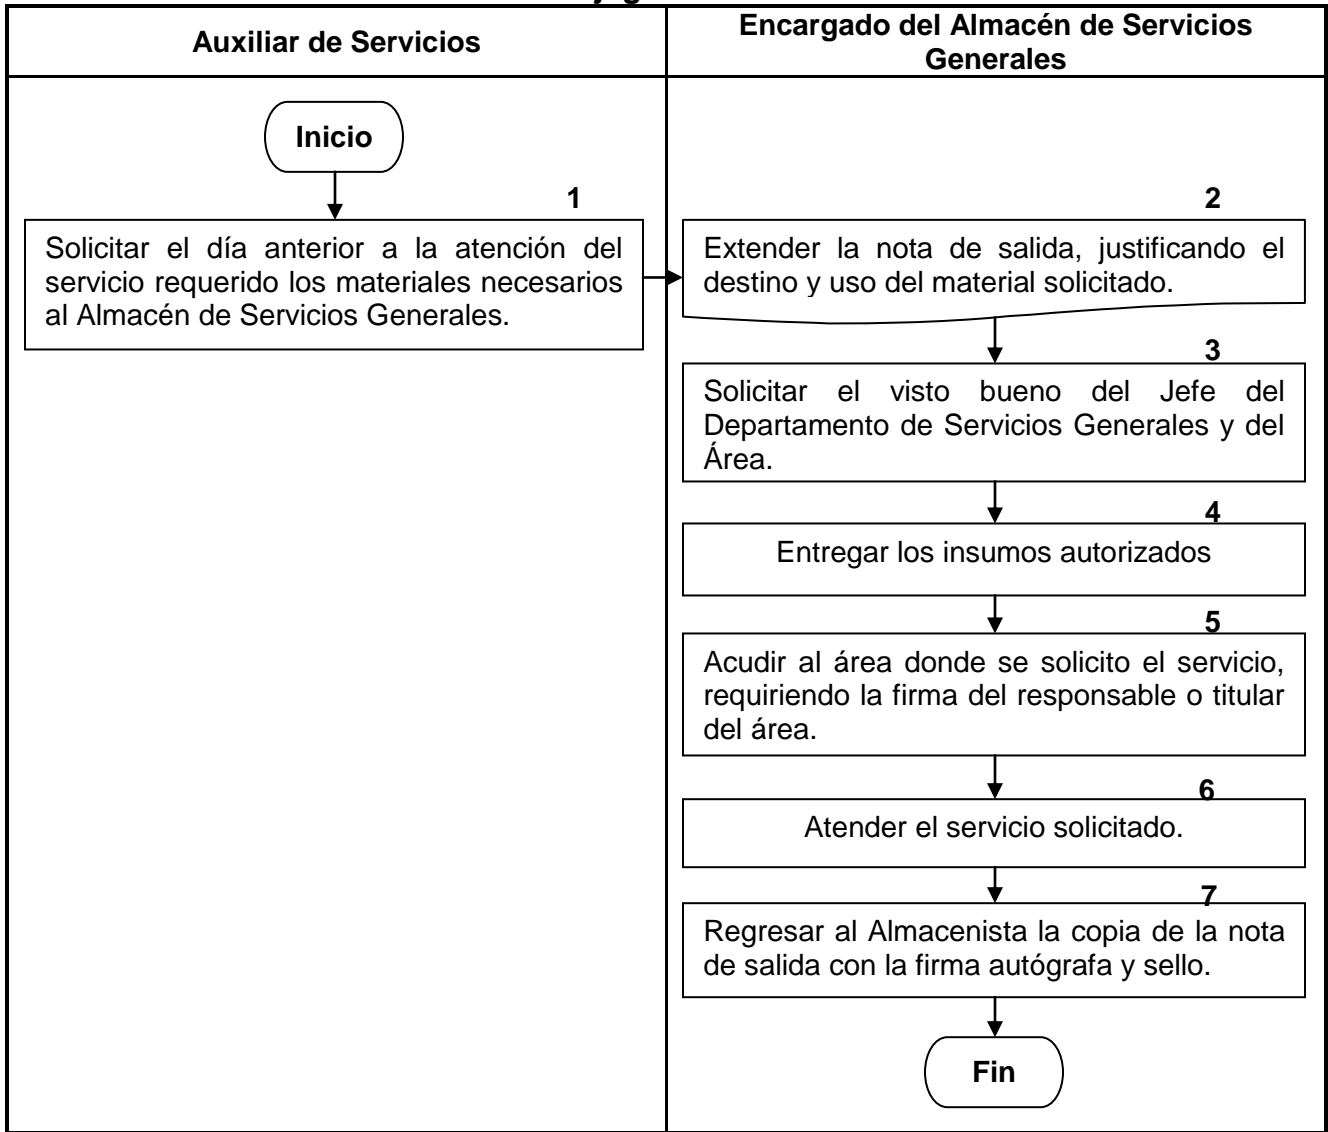 Auxiliar de Servicios
Encargado del Almacén de Servicios
Generales
Inicio
1
Solicitar el día anterior a la atención del
servicio requerido los materiales necesarios
al Almacén de Servicios Generales.
2
Extender la nota de salida, justificando el
destino y uso del material solicitado.
3
Solicitar el visto bueno del Jefe del
Departamento de Servicios Generales y del
Área.
4
Entregar los insumos autorizados
5
Acudir al área donde se solicito el servicio,
requiriendo la firma del responsable o titular
del área.
6
Atender el servicio solicitado.
7
Regresar al Almacenista la copia de la nota
de salida con la firma autógrafa y sello.
Fin